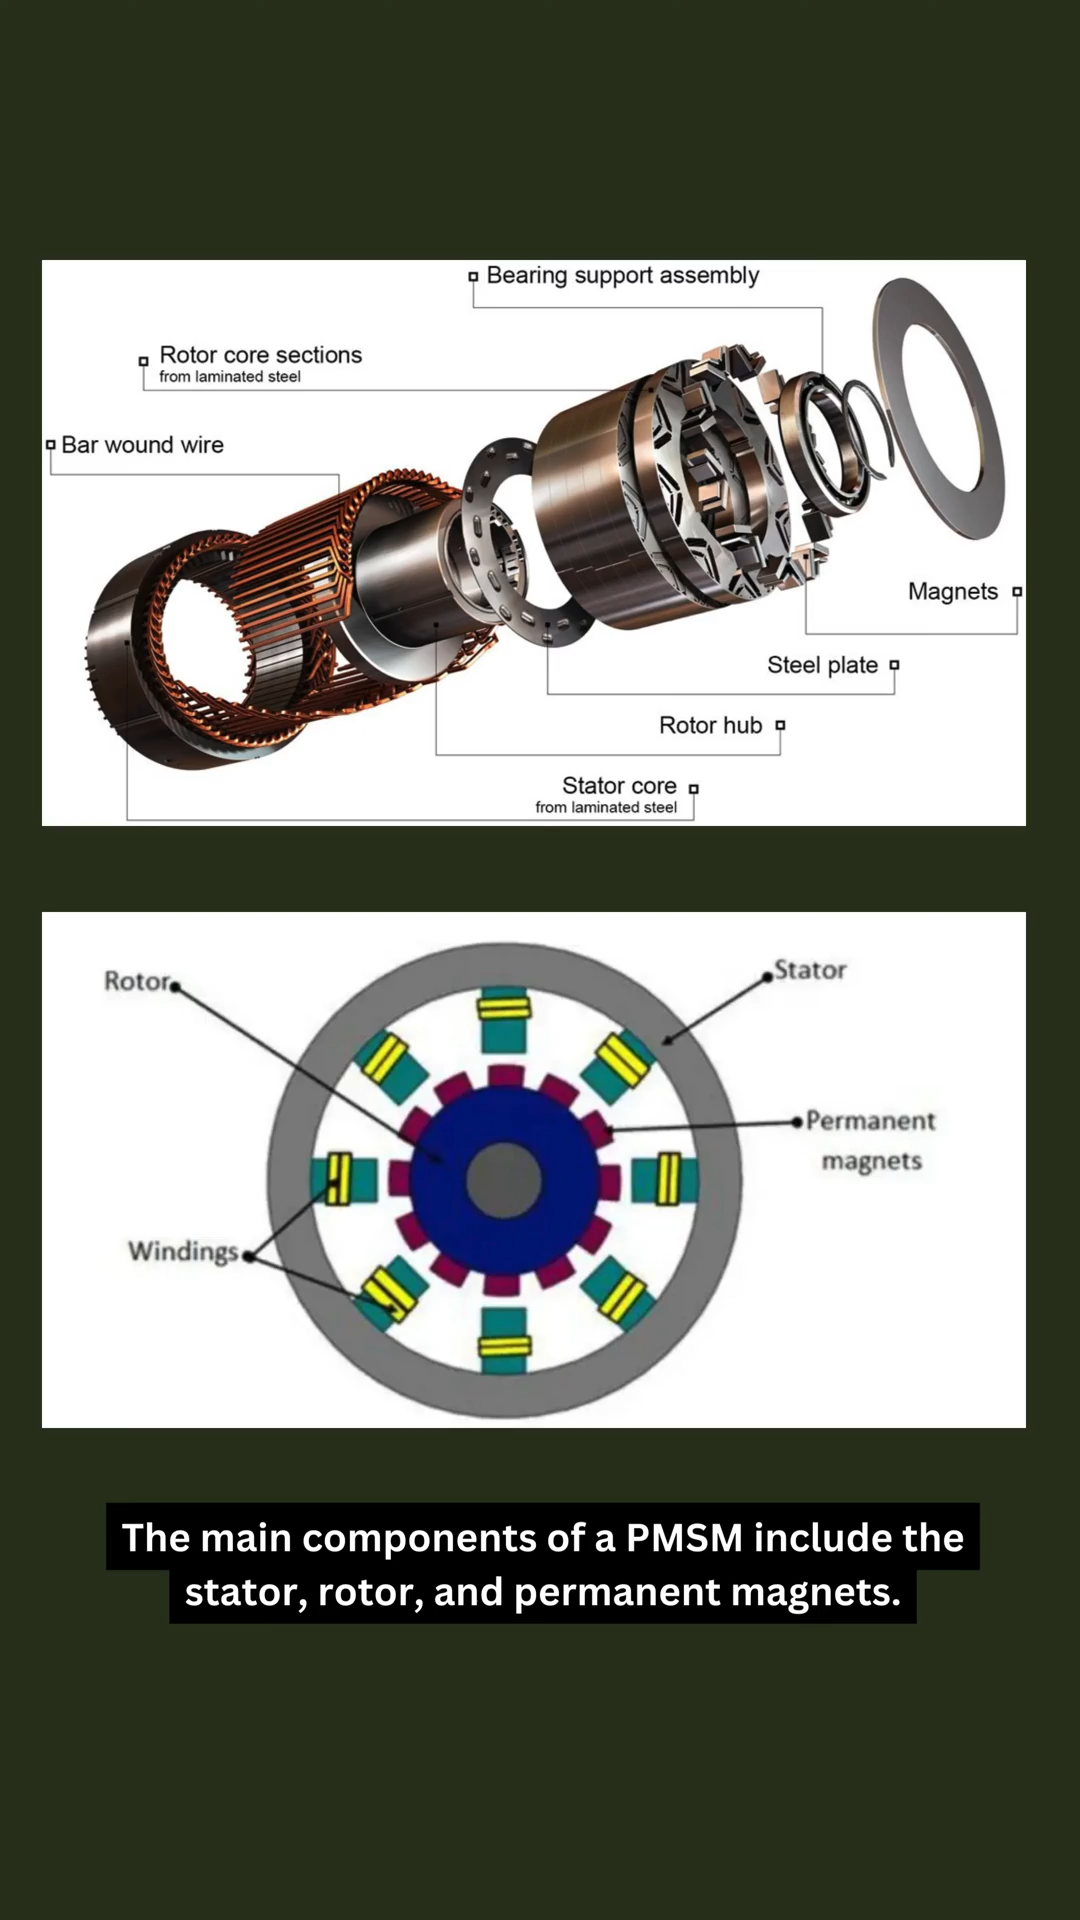 Bearing support assembly
Rotor core sections
from laminated steel
Bar wound wire
Magnets
Steel plate
Rotor hub
Stator core
from laminated steel
Rotor
Stator
Permanent
magnets
Windings
The main components of a PMSM include the
stator, rotor, and permanent magnets.